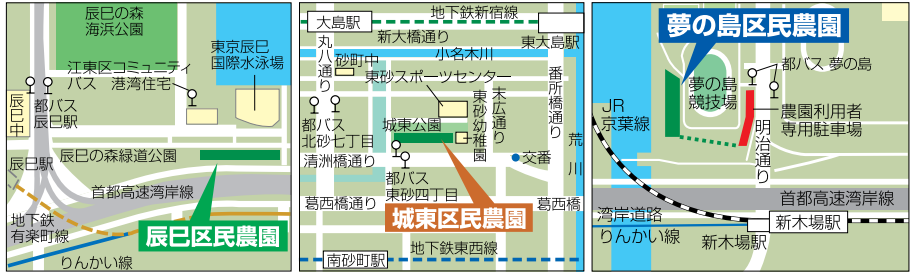 辰巳の森
海浜公園
東京辰巳
国際水泳場
江東区コミュニティ
バス 港湾住宅
辰巳中
都バス
辰巳駅
辰巳駅
辰巳の森緑道公園
首都高速湾岸線
辰巳区民農園
地下鉄
有楽町線
りんかい線
大島駅
地下鉄新宿線
東大島駅
新大橋通り
丸八通り
小名木川
砂町中
東砂スポーツセンター
番所橋通り
末広通り
東砂幼稚園
都バス
北砂七丁目
城東公園
清洲橋通り
交番
荒川
都バス
東砂四丁目
葛西橋通り
葛西橋
城東区民農園
地下鉄東西線
南砂町駅
夢の島区民農園
都バス 夢の島
夢の島
競技場
JR
京葉線
農園利用者
専用駐車場
明治通り
首都高速湾岸線
湾岸道路
りんかい線
新木場駅
新木場駅